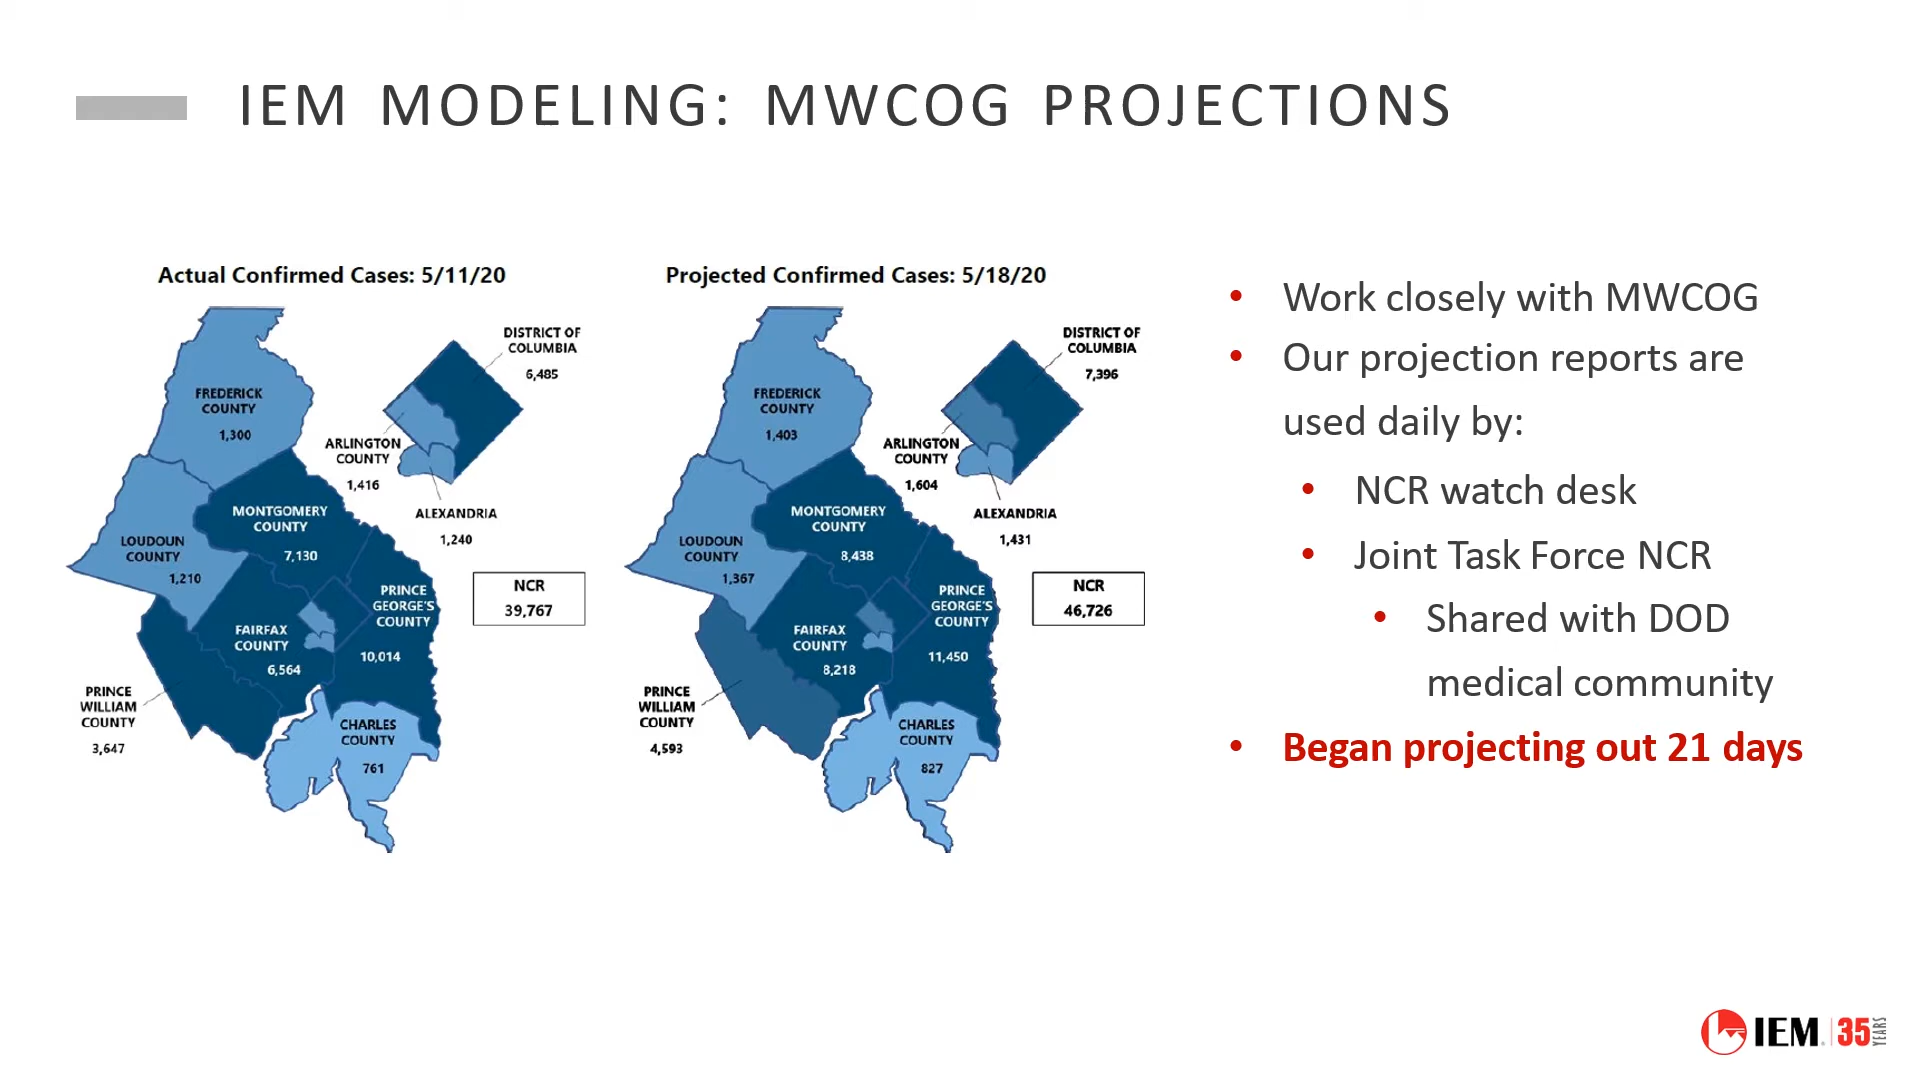 IEM MODELING: MWCOG PROJECTIONS
Actual Confirmed Cases: 5/11/20
DISTRICT OF
COLUMBIA
6,485
FREDERICK
COUNTY
1,300
ARLINGTON
COUNTY
1,416
ALEXANDRIA
1,240
MONTGOMERY
COUNTY
7,130
LOUDOUN
COUNTY
1,210
NCR
39,767
PRINCE
GEORGE'S
COUNTY
10,014
FAIRFAX
COUNTY
6,564
PRINCE
WILLIAM
COUNTY
3,647
CHARLES
COUNTY
761
Projected Confirmed Cases: 5/18/20
DISTRICT OF
COLUMBIA
7,396
FREDERICK
COUNTY
1,403
ARLINGTON
COUNTY
1,604
ALEXANDRIA
1,431
MONTGOMERY
COUNTY
8,438
LOUDOUN
COUNTY
1,367
NCR
46,726
PRINCE
GEORGE'S
COUNTY
11,450
FAIRFAX
COUNTY
8,218
PRINCE
WILLIAM
COUNTY
4,593
CHARLES
COUNTY
827
• Work closely with MWCOG
• Our projection reports are
used daily by:
• NCR watch desk
• Joint Task Force NCR
• Shared with DOD
medical community
• Began projecting out 21 days
IEM 35 YEARS